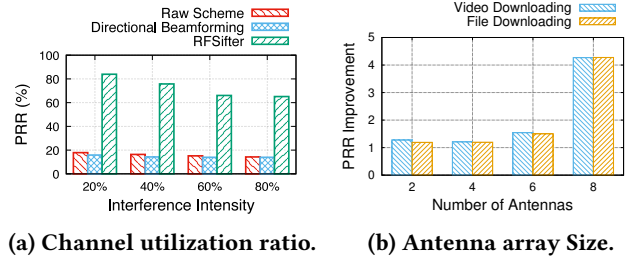 Raw Scheme
Directional Beamforming
RFSifter
PRR (%)
100
80
60
40
20
0
20% 40% 60% 80%
Interference Intensity
(a) Channel utilization ratio.
Video Downloading
File Downloading
PRR Improvement
5
4
3
2
1
0
2 4 6 8
Number of Antennas
(b) Antenna array Size.